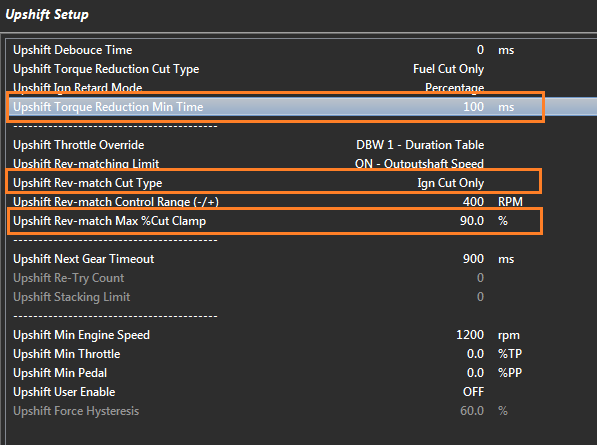 Upshift Setup
Upshift Debouce Time 0 ms
Upshift Torque Reduction Cut Type Fuel Cut Only
Upshift Ign Retard Mode Percentage
Upshift Torque Reduction Min Time 100 ms
----------------------------------------
Upshift Throttle Override DBW 1 - Duration Table
Upshift Rev-matching Limit ON - Outputshaft Speed
Upshift Rev-match Cut Type Ign Cut Only
Upshift Rev-match Control Range (-/+) 400 RPM
Upshift Rev-match Max %Cut Clamp 90.0 %
----------------------------------------
Upshift Next Gear Timeout 900 ms
Upshift Re-Try Count 0
Upshift Stacking Limit 0
----------------------------------------
Upshift Min Engine Speed 1200 rpm
Upshift Min Throttle 0.0 %TP
Upshift Min Pedal 0.0 %PP
Upshift User Enable OFF
Upshift Force Hysteresis 60.0 %